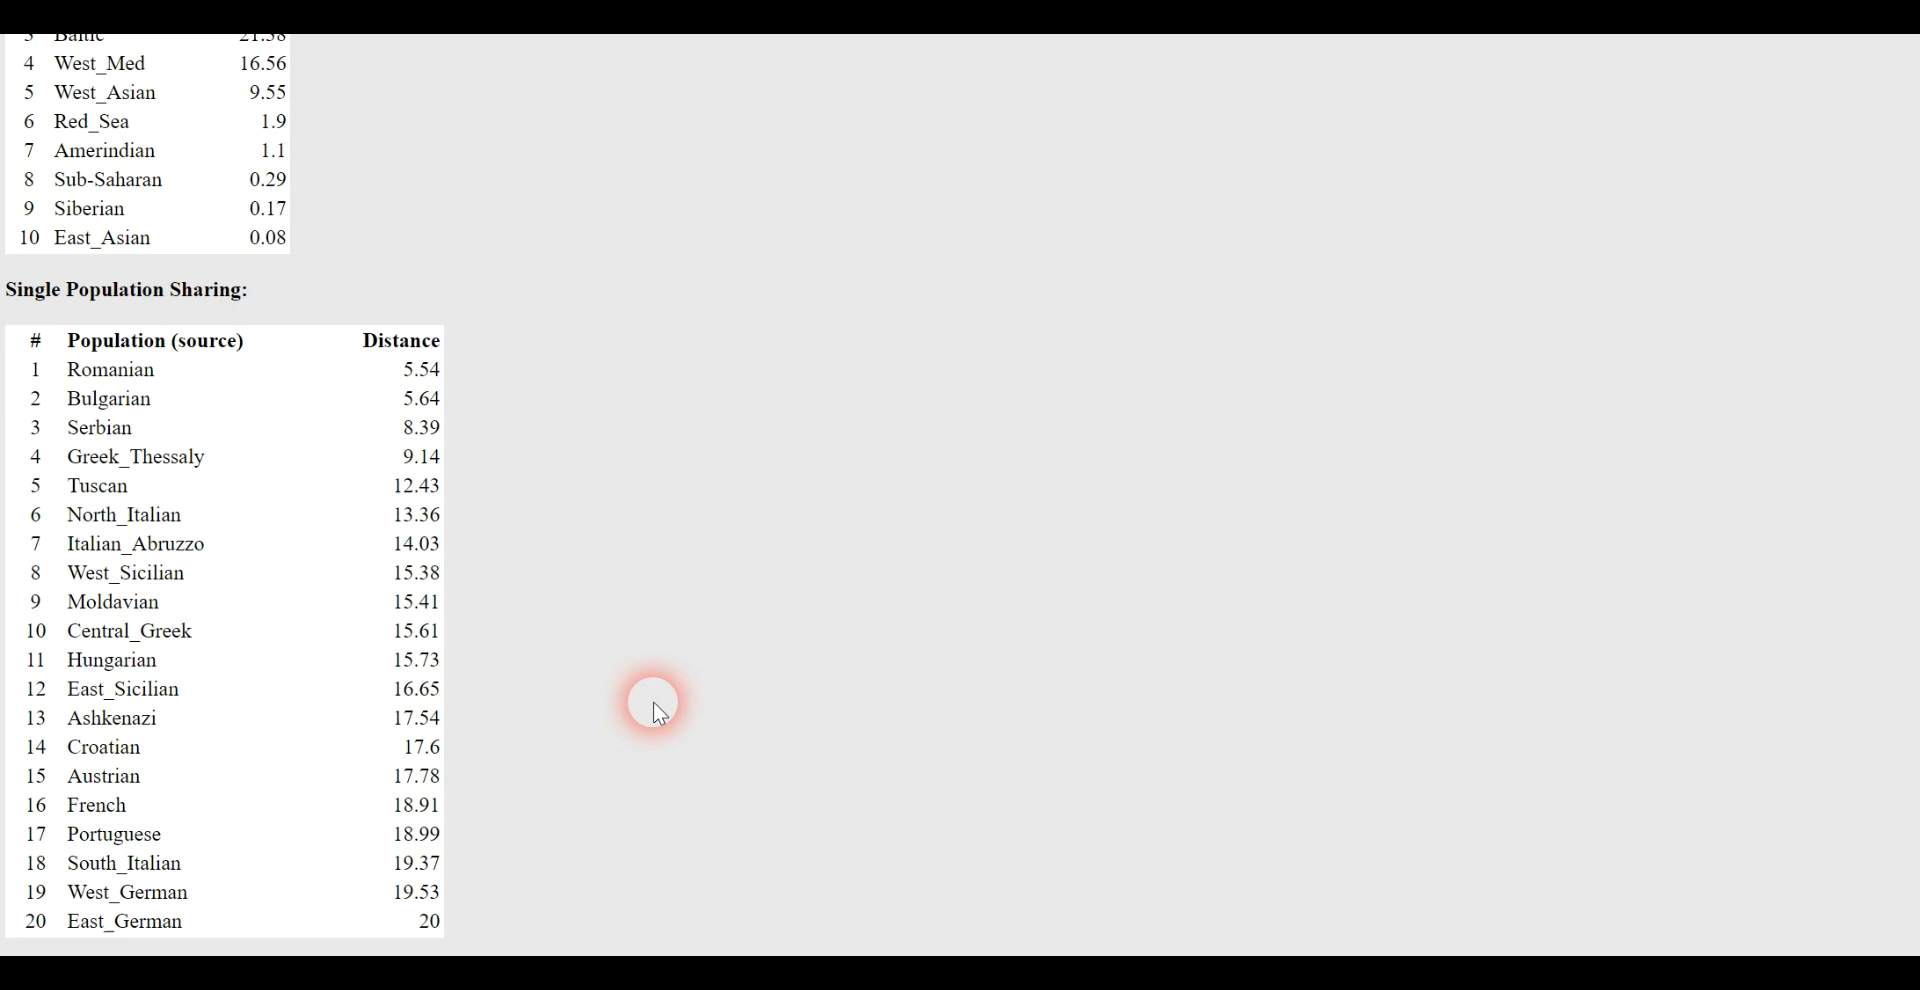 3 Baltic 21.38
4 West_Med 16.56
5 West_Asian 9.55
6 Red_Sea 1.9
7 Amerindian 1.1
8 Sub-Saharan 0.29
9 Siberian 0.17
10 East_Asian 0.08
Single Population Sharing:
# Population (source) Distance
1 Romanian 5.54
2 Bulgarian 5.64
3 Serbian 8.39
4 Greek_Thessaly 9.14
5 Tuscan 12.43
6 North_Italian 13.36
7 Italian_Abruzzo 14.03
8 West_Sicilian 15.38
9 Moldavian 15.41
10 Central_Greek 15.61
11 Hungarian 15.73
12 East_Sicilian 16.65
13 Ashkenazi 17.54
14 Croatian 17.6
15 Austrian 17.78
16 French 18.91
17 Portuguese 18.99
18 South_Italian 19.37
19 West_German 19.53
20 East_German 20